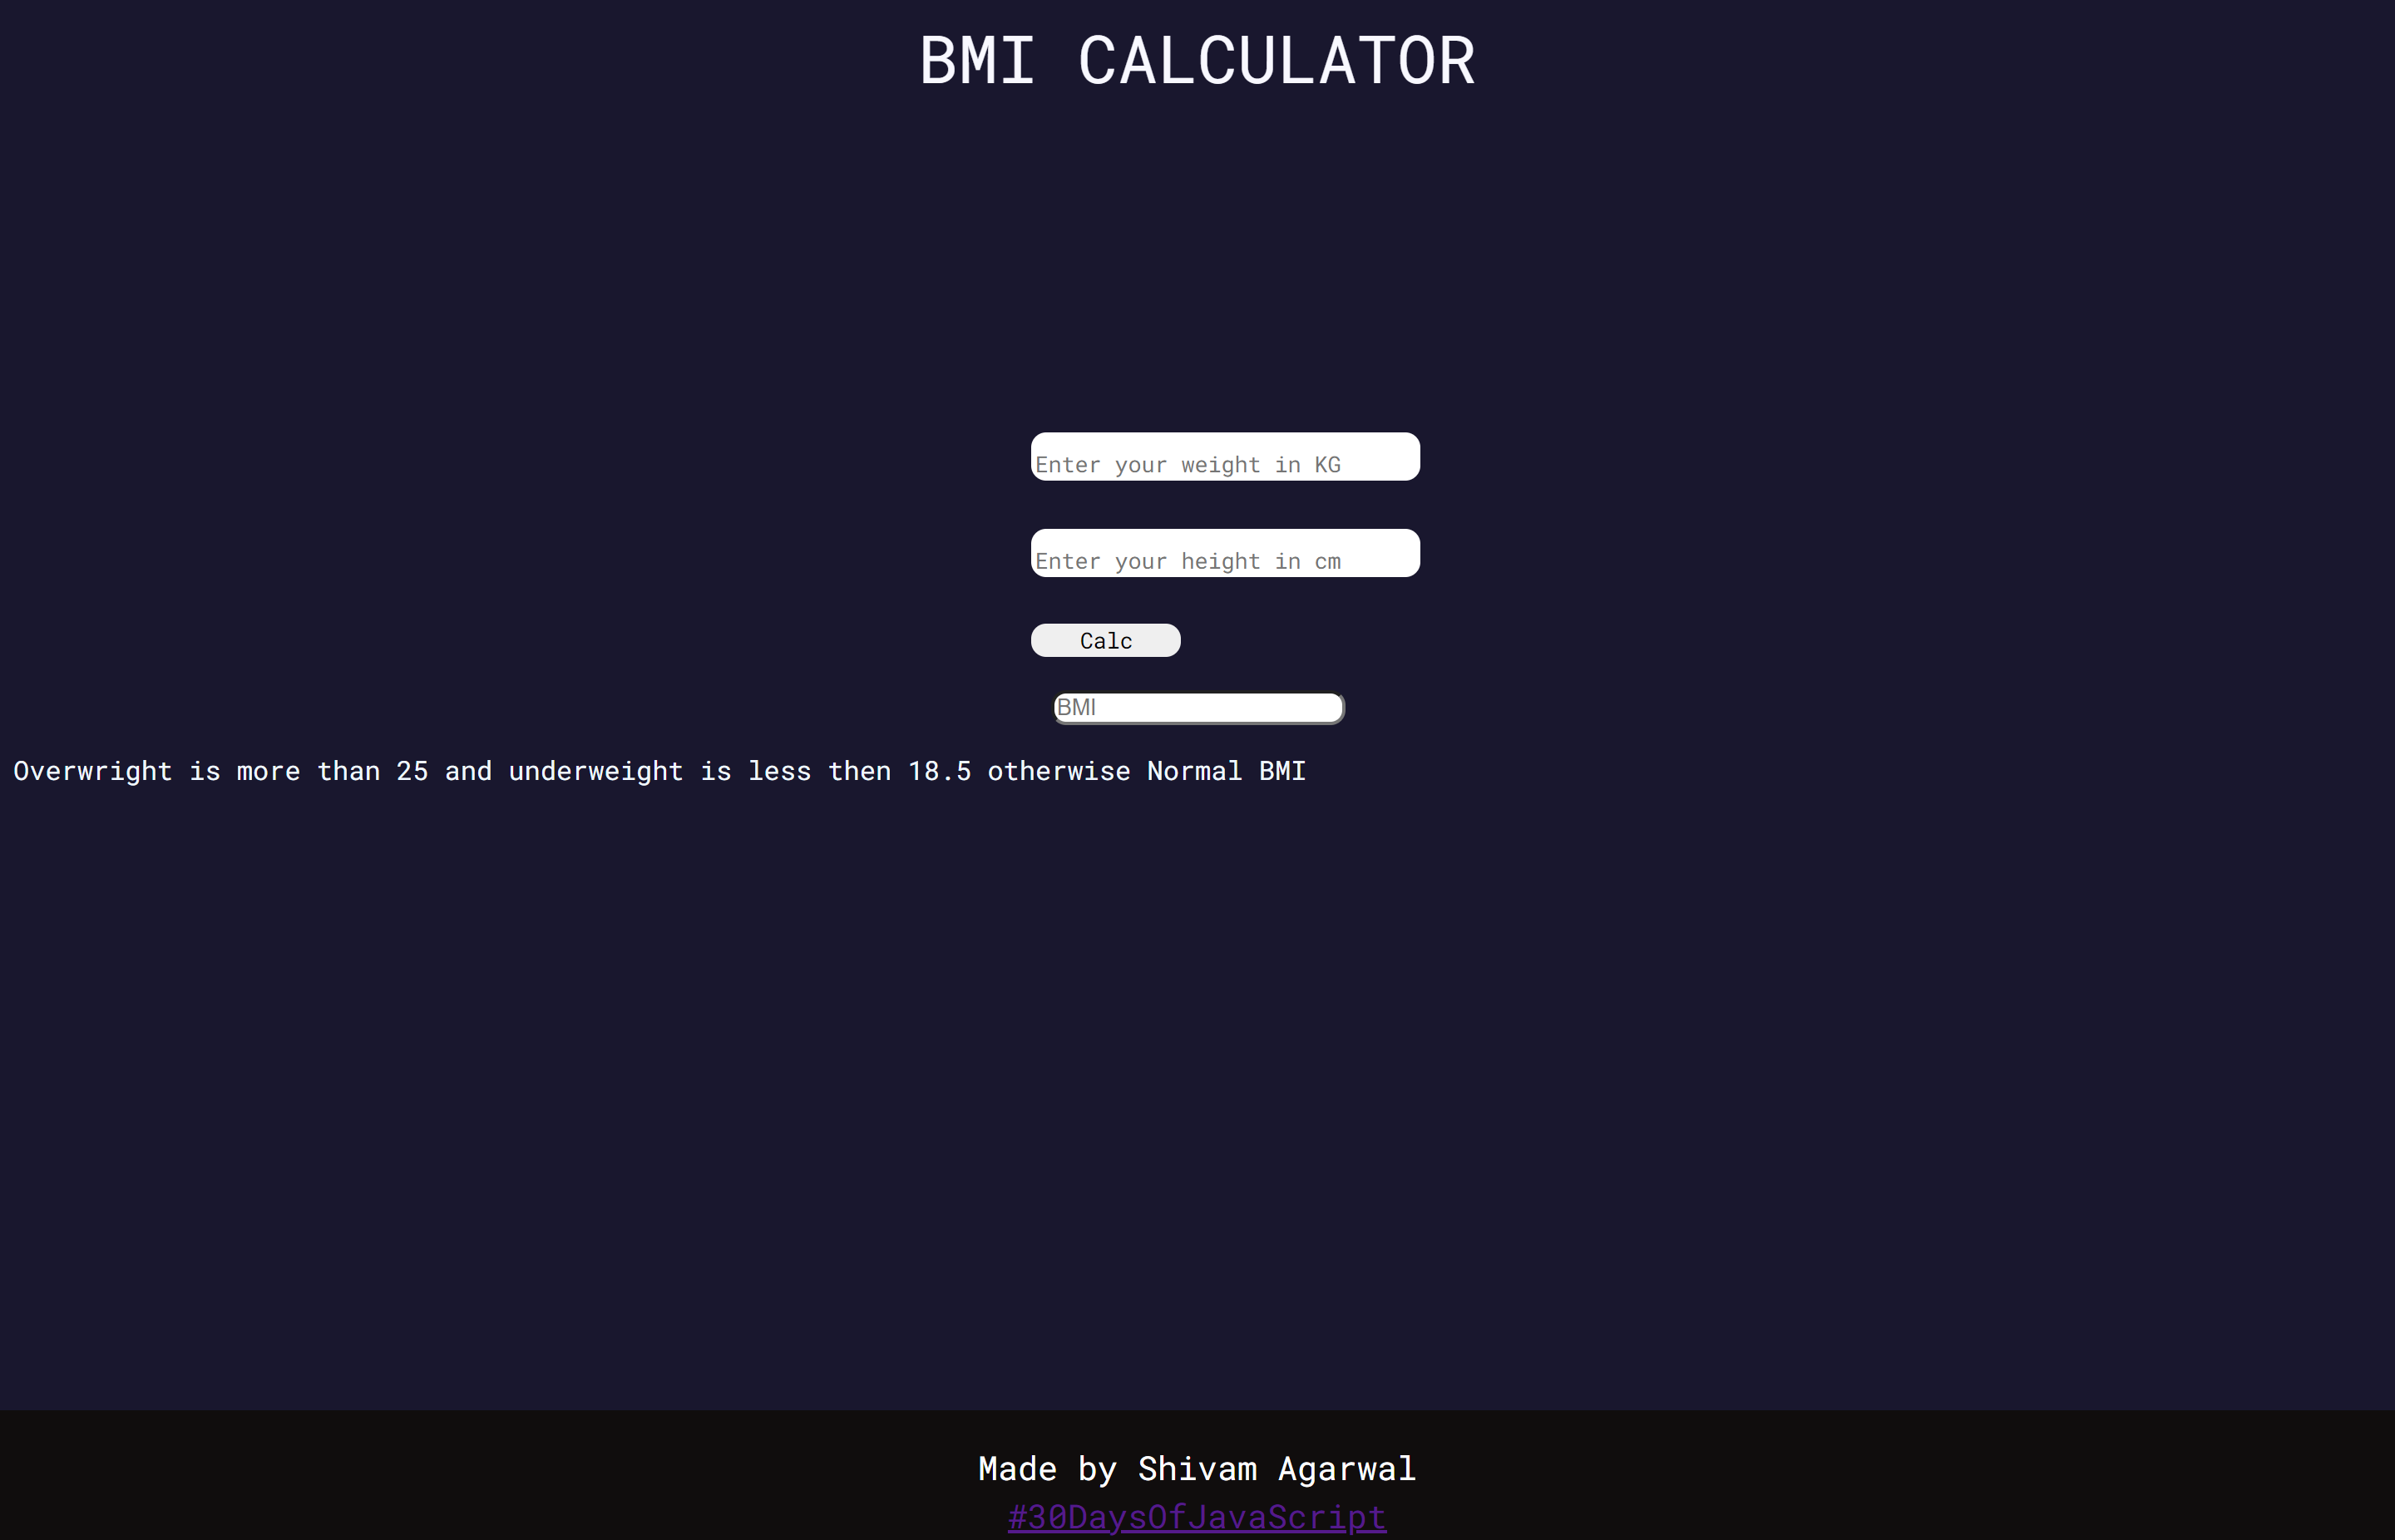 BMI CALCULATOR
Enter your weight in KG
Enter your height in cm
Calc
BMI
Overwright is more than 25 and underweight is less then 18.5 otherwise Normal BMI
Made by Shivam Agarwal
#30DaysOfJavaScript